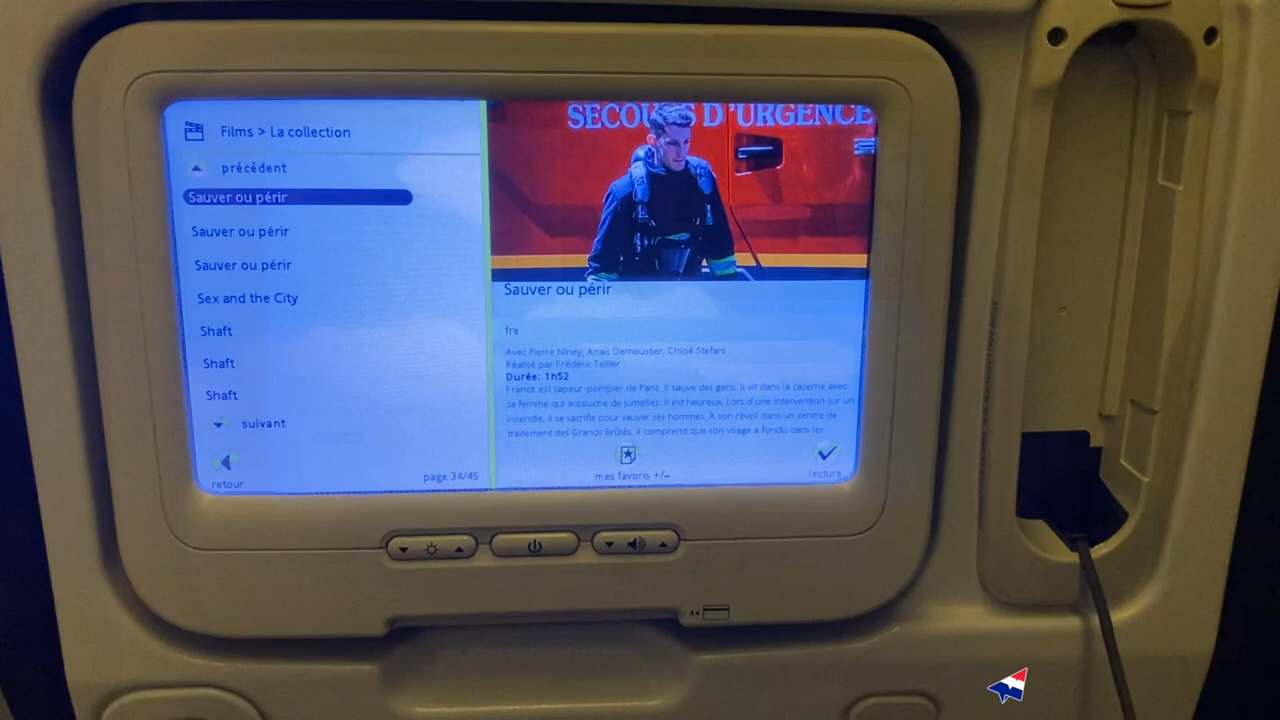 Films > La collection
précédent
Sauver ou périr
Sauver ou périr
Sauver ou périr
Sex and the City
Shaft
Shaft
Shaft
suivant
retour
page 34/45
SECOURS D'URGENCE
Sauver ou périr
fre
Avec Pierre Niney, Anaïs Demoustier, Chloé Stefani
Réalisé par Frédéric Tellier
Durée: 1h52
Franck est sapeur-pompier de Paris. Il sauve des gens. Il vit dans la caserne avec
sa femme qui accouche de jumelles. Il est heureux. Lors d'une intervention sur un
incendie, il se sacrifie pour sauver ses hommes. À son réveil dans un centre de
traitement des Grands Brûlés, il comprend que son visage a fondu dans les
mes favoris +/-
lecture